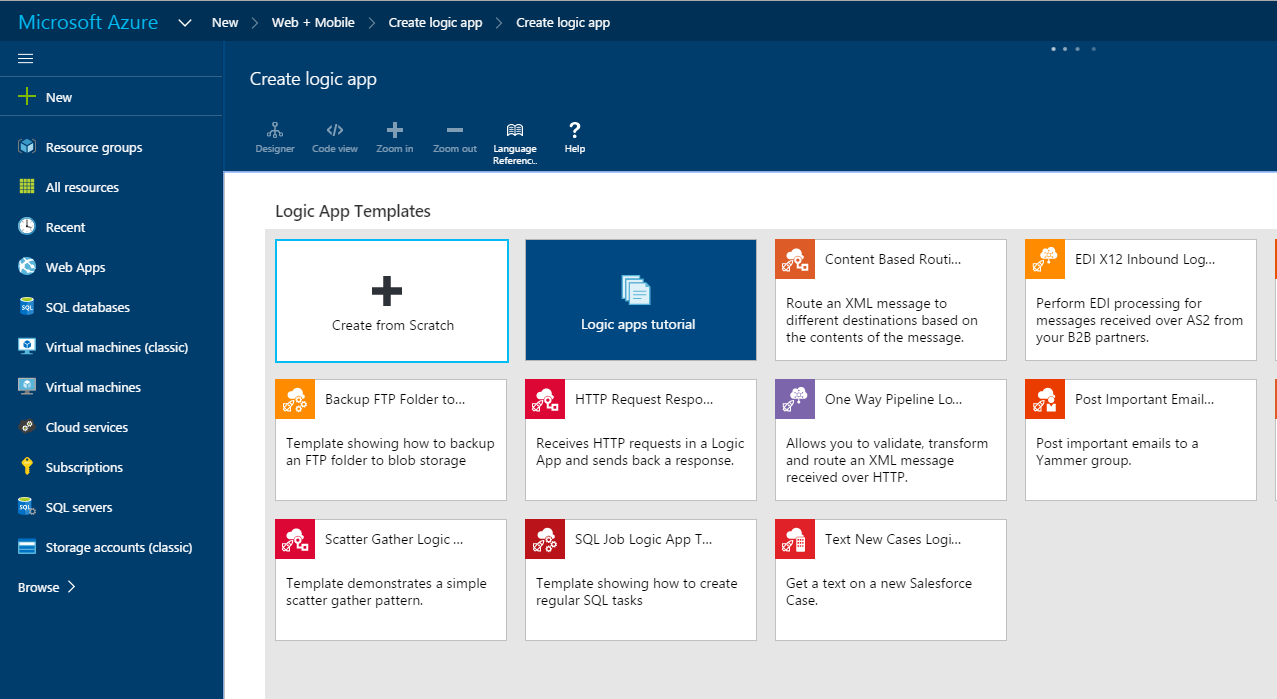 Microsoft Azure New Web + Mobile Create logic app Create logic app
New
Resource groups
All resources
Recent
Web Apps
SQL databases
Virtual machines (classic)
Virtual machines
Cloud services
Subscriptions
SQL servers
Storage accounts (classic)
Browse
Create logic app
Designer
Code view
Zoom in
Zoom out
Language
Referenc..
Help
Logic App Templates
Create from Scratch
Logic apps tutorial
Content Based Routi...
Route an XML message to
different destinations based on
the contents of the message.
EDI X12 Inbound Log...
Perform EDI processing for
messages received over AS2 from
your B2B partners.
Backup FTP Folder to...
Template showing how to backup
an FTP folder to blob storage
HTTP Request Respo...
Receives HTTP requests in a Logic
App and sends back a response.
One Way Pipeline Lo...
Allows you to validate, transform
and route an XML message
received over HTTP.
Post Important Email...
Post important emails to a
Yammer group.
Scatter Gather Logic ...
Template demonstrates a simple
scatter gather pattern.
SQL Job Logic App T...
Template showing how to create
regular SQL tasks
Text New Cases Logi...
Get a text on a new Salesforce
Case.